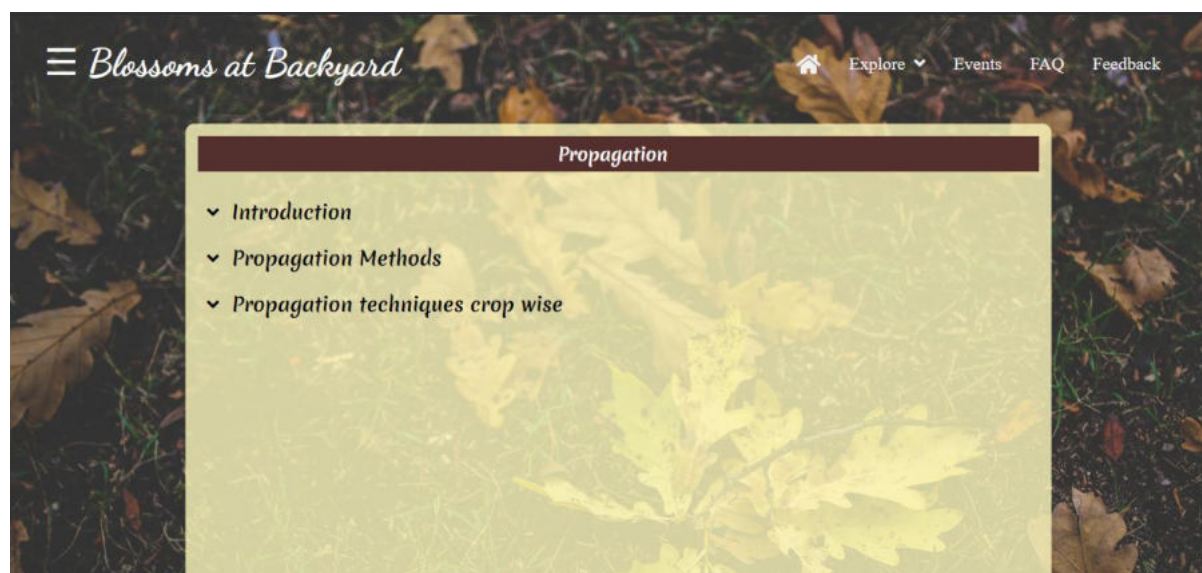 Blossoms at Backyard
Explore Events FAQ Feedback
Propagation
Introduction
Propagation Methods
Propagation techniques crop wise